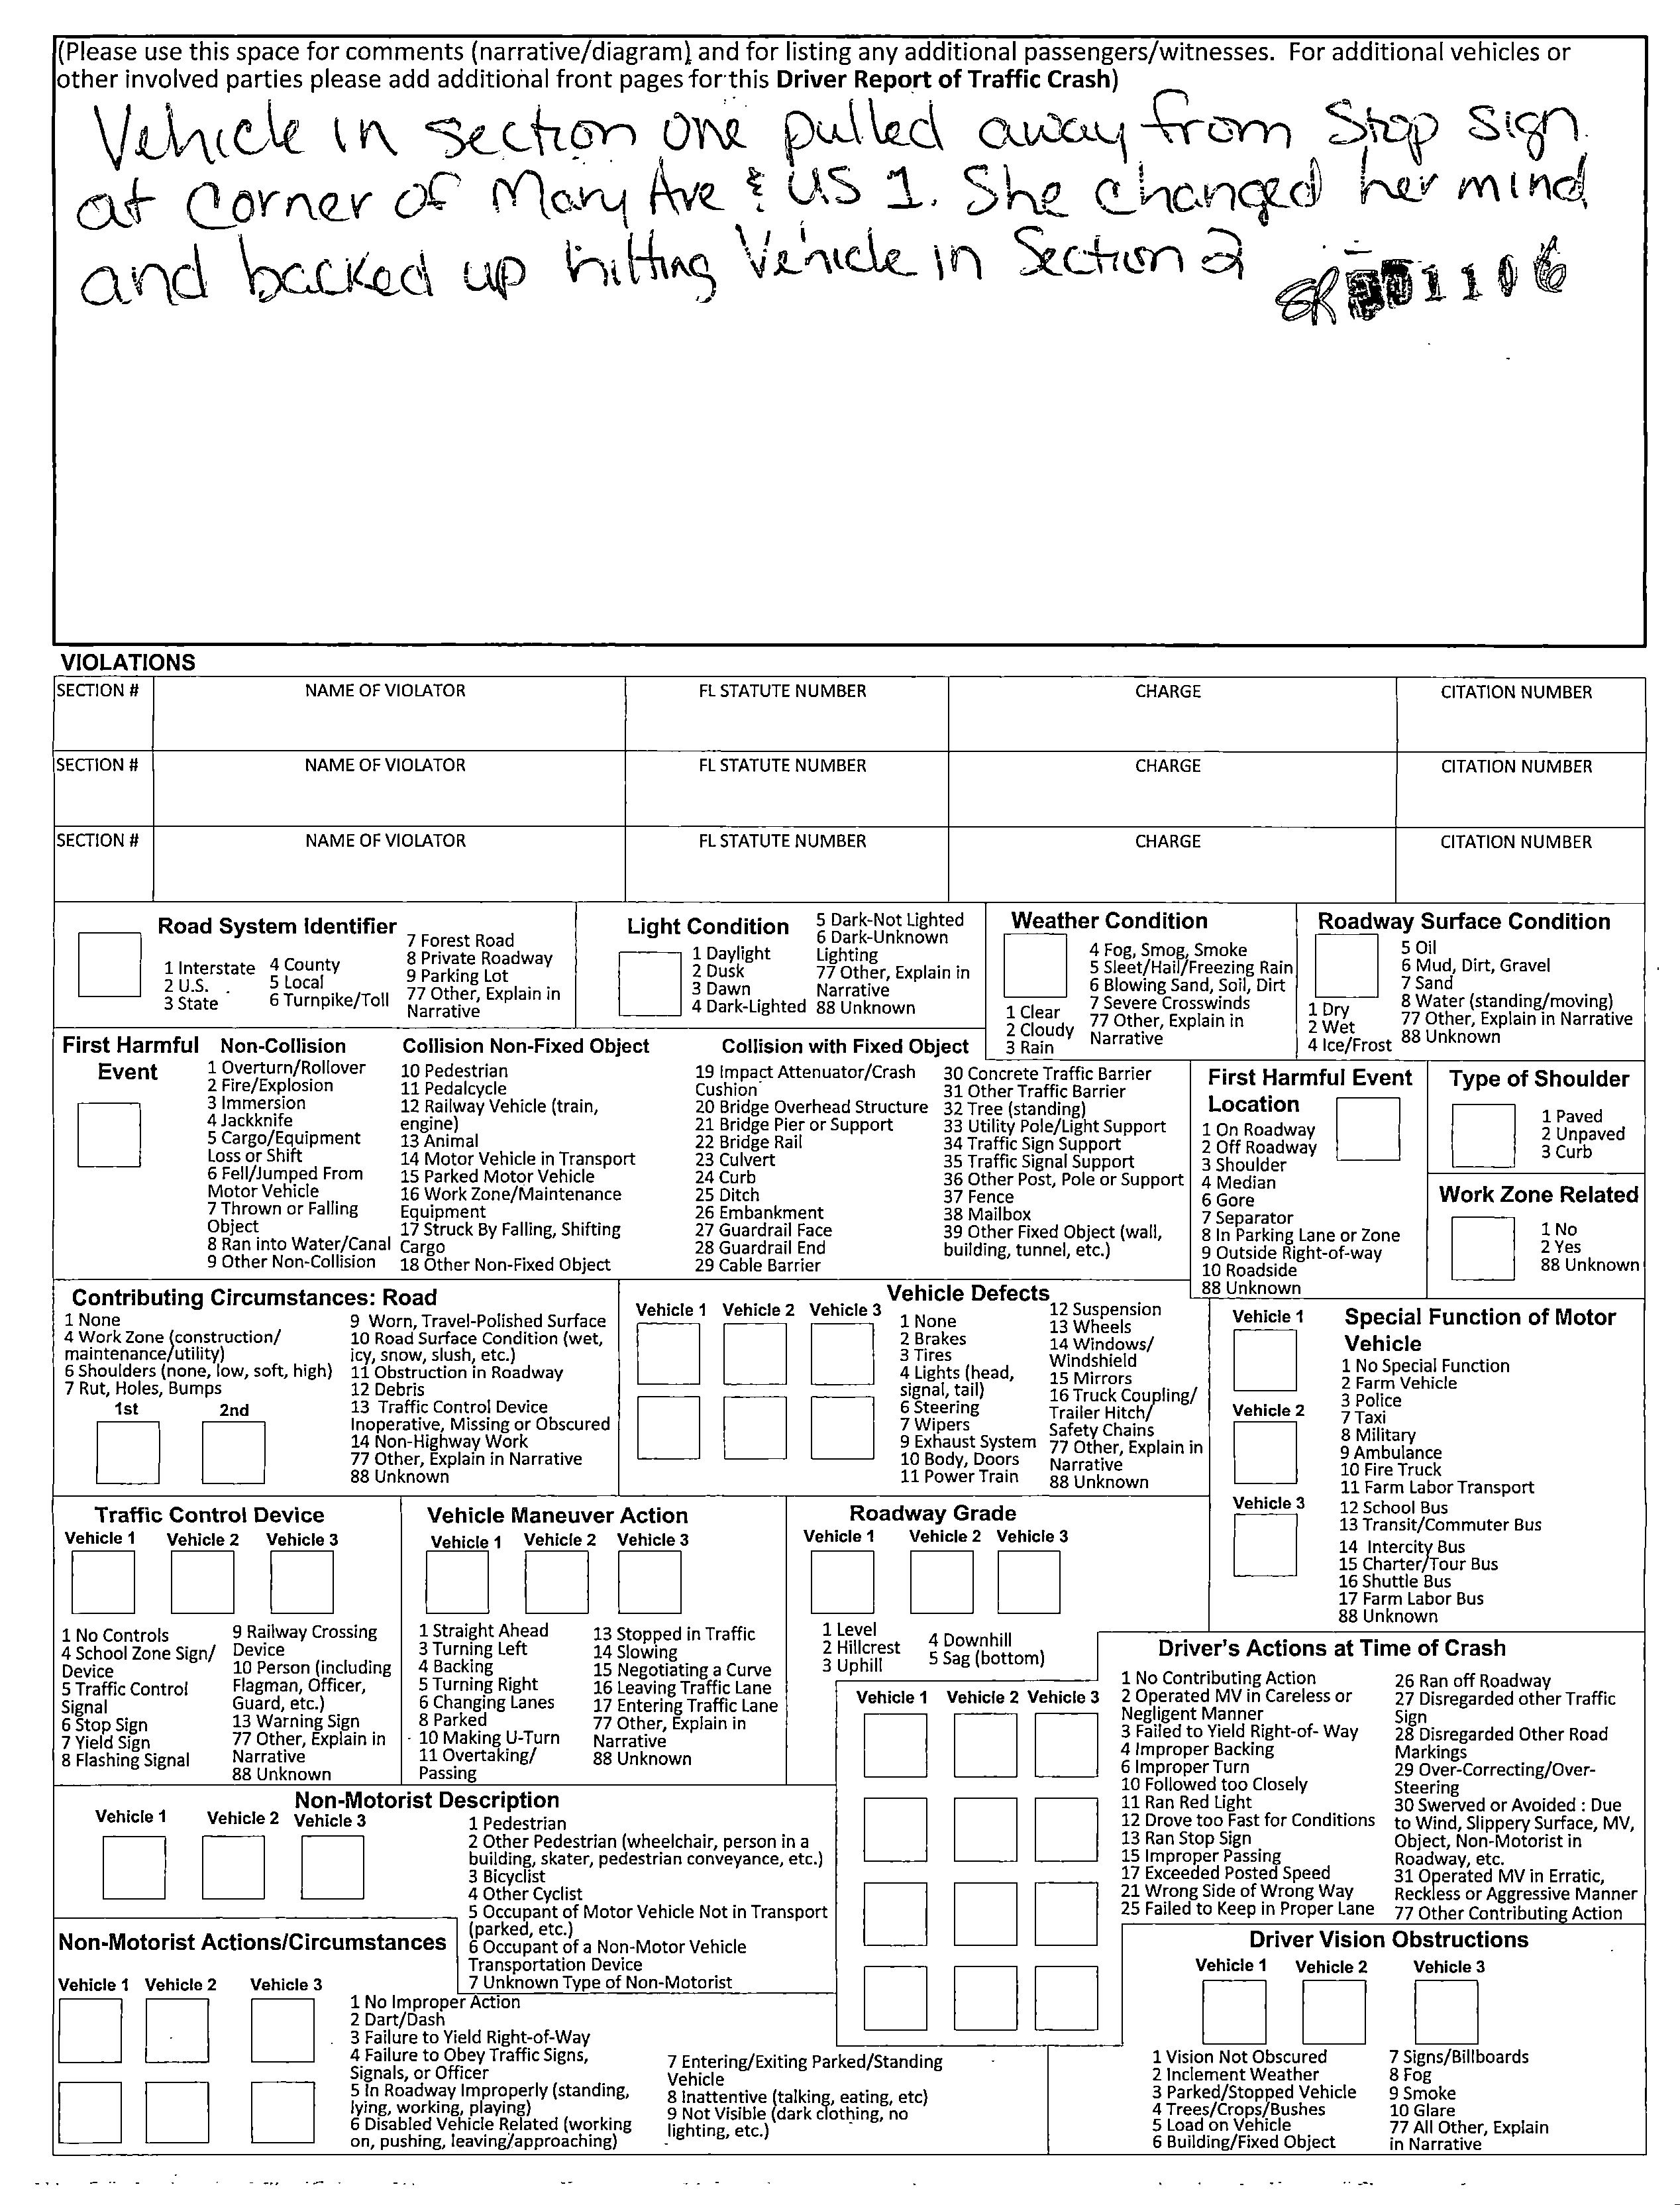 (Please use this space for comments (narrative/diagram) and for listing any additional passengers/witnesses. For additional vehicles or
other involved parties please add additional front pages for this Driver Report of Traffic Crash)
Vehicle in section one pulled away from Stop sign
at corner of Mary Ave & US 1. She changed her mind
and backed up hitting Vehicle in Section 2
VIOLATIONS
SECTION # NAME OF VIOLATOR FL STATUTE NUMBER CHARGE CITATION NUMBER
SECTION # NAME OF VIOLATOR FL STATUTE NUMBER CHARGE CITATION NUMBER
SECTION # NAME OF VIOLATOR FL STATUTE NUMBER CHARGE CITATION NUMBER
Road System Identifier
1 Interstate
2 U.S.
3 State
4 County
5 Local
6 Turnpike/Toll
7 Forest Road
8 Private Roadway
9 Parking Lot
77 Other, Explain in
Narrative
Light Condition
1 Daylight
2 Dusk
3 Dawn
4 Dark-Lighted
5 Dark-Not Lighted
6 Dark-Unknown
Lighting
77 Other, Explain in
Narrative
88 Unknown
Weather Condition
1 Clear
2 Cloudy
3 Rain
4 Fog, Smog, Smoke
5 Sleet/Hail/Freezing Rain
6 Blowing Sand, Soil, Dirt
7 Severe Crosswinds
77 Other, Explain in
Narrative
Roadway Surface Condition
1 Dry
2 Wet
4 Ice/Frost
5 Oil
6 Mud, Dirt, Gravel
7 Sand
8 Water (standing/moving)
77 Other, Explain in Narrative
88 Unknown
First Harmful
Event
Non-Collision
1 Overturn/Rollover
2 Fire/Explosion
3 Immersion
4 Jackknife
5 Cargo/Equipment
Loss or Shift
6 Fell/Jumped From
Motor Vehicle
7 Thrown or Falling
Object
8 Ran into Water/Canal
9 Other Non-Collision
Collision Non-Fixed Object
10 Pedestrian
11 Pedalcycle
12 Railway Vehicle (train,
engine)
13 Animal
14 Motor Vehicle in Transport
15 Parked Motor Vehicle
16 Work Zone/Maintenance
Equipment
17 Struck By Falling, Shifting
Cargo
18 Other Non-Fixed Object
Collision with Fixed Object
19 Impact Attenuator/Crash
Cushion
20 Bridge Overhead Structure
21 Bridge Pier or Support
22 Bridge Rail
23 Culvert
24 Curb
25 Ditch
26 Embankment
27 Guardrail Face
28 Guardrail End
29 Cable Barrier
30 Concrete Traffic Barrier
31 Other Traffic Barrier
32 Tree (standing)
33 Utility Pole/Light Support
34 Traffic Sign Support
35 Traffic Signal Support
36 Other Post, Pole or Support
37 Fence
38 Mailbox
39 Other Fixed Object (wall,
building, tunnel, etc.)
First Harmful Event
Location
1 On Roadway
2 Off Roadway
3 Shoulder
4 Median
6 Gore
7 Separator
8 In Parking Lane or Zone
9 Outside Right-of-way
10 Roadside
88 Unknown
Type of Shoulder
1 Paved
2 Unpaved
3 Curb
Work Zone Related
1 No
2 Yes
88 Unknown
Contributing Circumstances: Road
1 None
4 Work Zone (construction/
maintenance/utility)
6 Shoulders (none, low, soft, high)
7 Rut, Holes, Bumps
1st 2nd
9 Worn, Travel-Polished Surface
10 Road Surface Condition (wet,
icy, snow, slush, etc.)
11 Obstruction in Roadway
12 Debris
13 Traffic Control Device
Inoperative, Missing or Obscured
14 Non-Highway Work
77 Other, Explain in Narrative
88 Unknown
Vehicle Defects
Vehicle 1 Vehicle 2 Vehicle 3
1 None
2 Brakes
3 Tires
4 Lights (head,
signal, tail)
6 Steering
7 Wipers
9 Exhaust System
10 Body, Doors
11 Power Train
12 Suspension
13 Wheels
14 Windows/
Windshield
15 Mirrors
16 Truck Coupling/
Trailer Hitch/
Safety Chains
77 Other, Explain in
Narrative
88 Unknown
Vehicle 1
Vehicle 2
Vehicle 3
Special Function of Motor
Vehicle
1 No Special Function
2 Farm Vehicle
3 Police
7 Taxi
8 Military
9 Ambulance
10 Fire Truck
11 Farm Labor Transport
12 School Bus
13 Transit/Commuter Bus
14 Intercity Bus
15 Charter/Tour Bus
16 Shuttle Bus
17 Farm Labor Bus
88 Unknown
Traffic Control Device
Vehicle 1 Vehicle 2 Vehicle 3
1 No Controls
4 School Zone Sign/
Device
5 Traffic Control
Signal
6 Stop Sign
7 Yield Sign
8 Flashing Signal
9 Railway Crossing
Device
10 Person (including
Flagman, Officer,
Guard, etc.)
13 Warning Sign
77 Other, Explain in
Narrative
88 Unknown
Vehicle Maneuver Action
Vehicle 1 Vehicle 2 Vehicle 3
1 Straight Ahead
3 Turning Left
4 Backing
5 Turning Right
6 Changing Lanes
8 Parked
10 Making U-Turn
11 Overtaking/
Passing
13 Stopped in Traffic
14 Slowing
15 Negotiating a Curve
16 Leaving Traffic Lane
17 Entering Traffic Lane
77 Other, Explain in
Narrative
88 Unknown
Roadway Grade
Vehicle 1 Vehicle 2 Vehicle 3
1 Level
2 Hillcrest
3 Uphill
4 Downhill
5 Sag (bottom)
Vehicle 1 Vehicle 2 Vehicle 3
Driver's Actions at Time of Crash
1 No Contributing Action
2 Operated MV in Careless or
Negligent Manner
3 Failed to Yield Right-of- Way
4 Improper Backing
6 Improper Turn
10 Followed too Closely
11 Ran Red Light
12 Drove too Fast for Conditions
13 Ran Stop Sign
15 Improper Passing
17 Exceeded Posted Speed
21 Wrong Side of Wrong Way
25 Failed to Keep in Proper Lane
26 Ran off Roadway
27 Disregarded other Traffic
Sign
28 Disregarded Other Road
Markings
29 Over-Correcting/Over-
Steering
30 Swerved or Avoided : Due
to Wind, Slippery Surface, MV,
Object, Non-Motorist in
Roadway, etc.
31 Operated MV in Erratic,
Reckless or Aggressive Manner
77 Other Contributing Action
Non-Motorist Description
Vehicle 1 Vehicle 2 Vehicle 3
1 Pedestrian
2 Other Pedestrian (wheelchair, person in a
building, skater, pedestrian conveyance, etc.)
3 Bicyclist
4 Other Cyclist
5 Occupant of Motor Vehicle Not in Transport
(parked, etc.)
6 Occupant of a Non-Motor Vehicle
Transportation Device
7 Unknown Type of Non-Motorist
Non-Motorist Actions/Circumstances
Vehicle 1 Vehicle 2 Vehicle 3
1 No Improper Action
2 Dart/Dash
3 Failure to Yield Right-of-Way
4 Failure to Obey Traffic Signs,
Signals, or Officer
5 In Roadway Improperly (standing,
lying, working, playing)
6 Disabled Vehicle Related (working
on, pushing, leaving/approaching)
7 Entering/Exiting Parked/Standing
Vehicle
8 Inattentive (talking, eating, etc)
9 Not Visible (dark clothing, no
lighting, etc.)
Driver Vision Obstructions
Vehicle 1 Vehicle 2 Vehicle 3
1 Vision Not Obscured
2 Inclement Weather
3 Parked/Stopped Vehicle
4 Trees/Crops/Bushes
5 Load on Vehicle
6 Building/Fixed Object
7 Signs/Billboards
8 Fog
9 Smoke
10 Glare
77 All Other, Explain
in Narrative